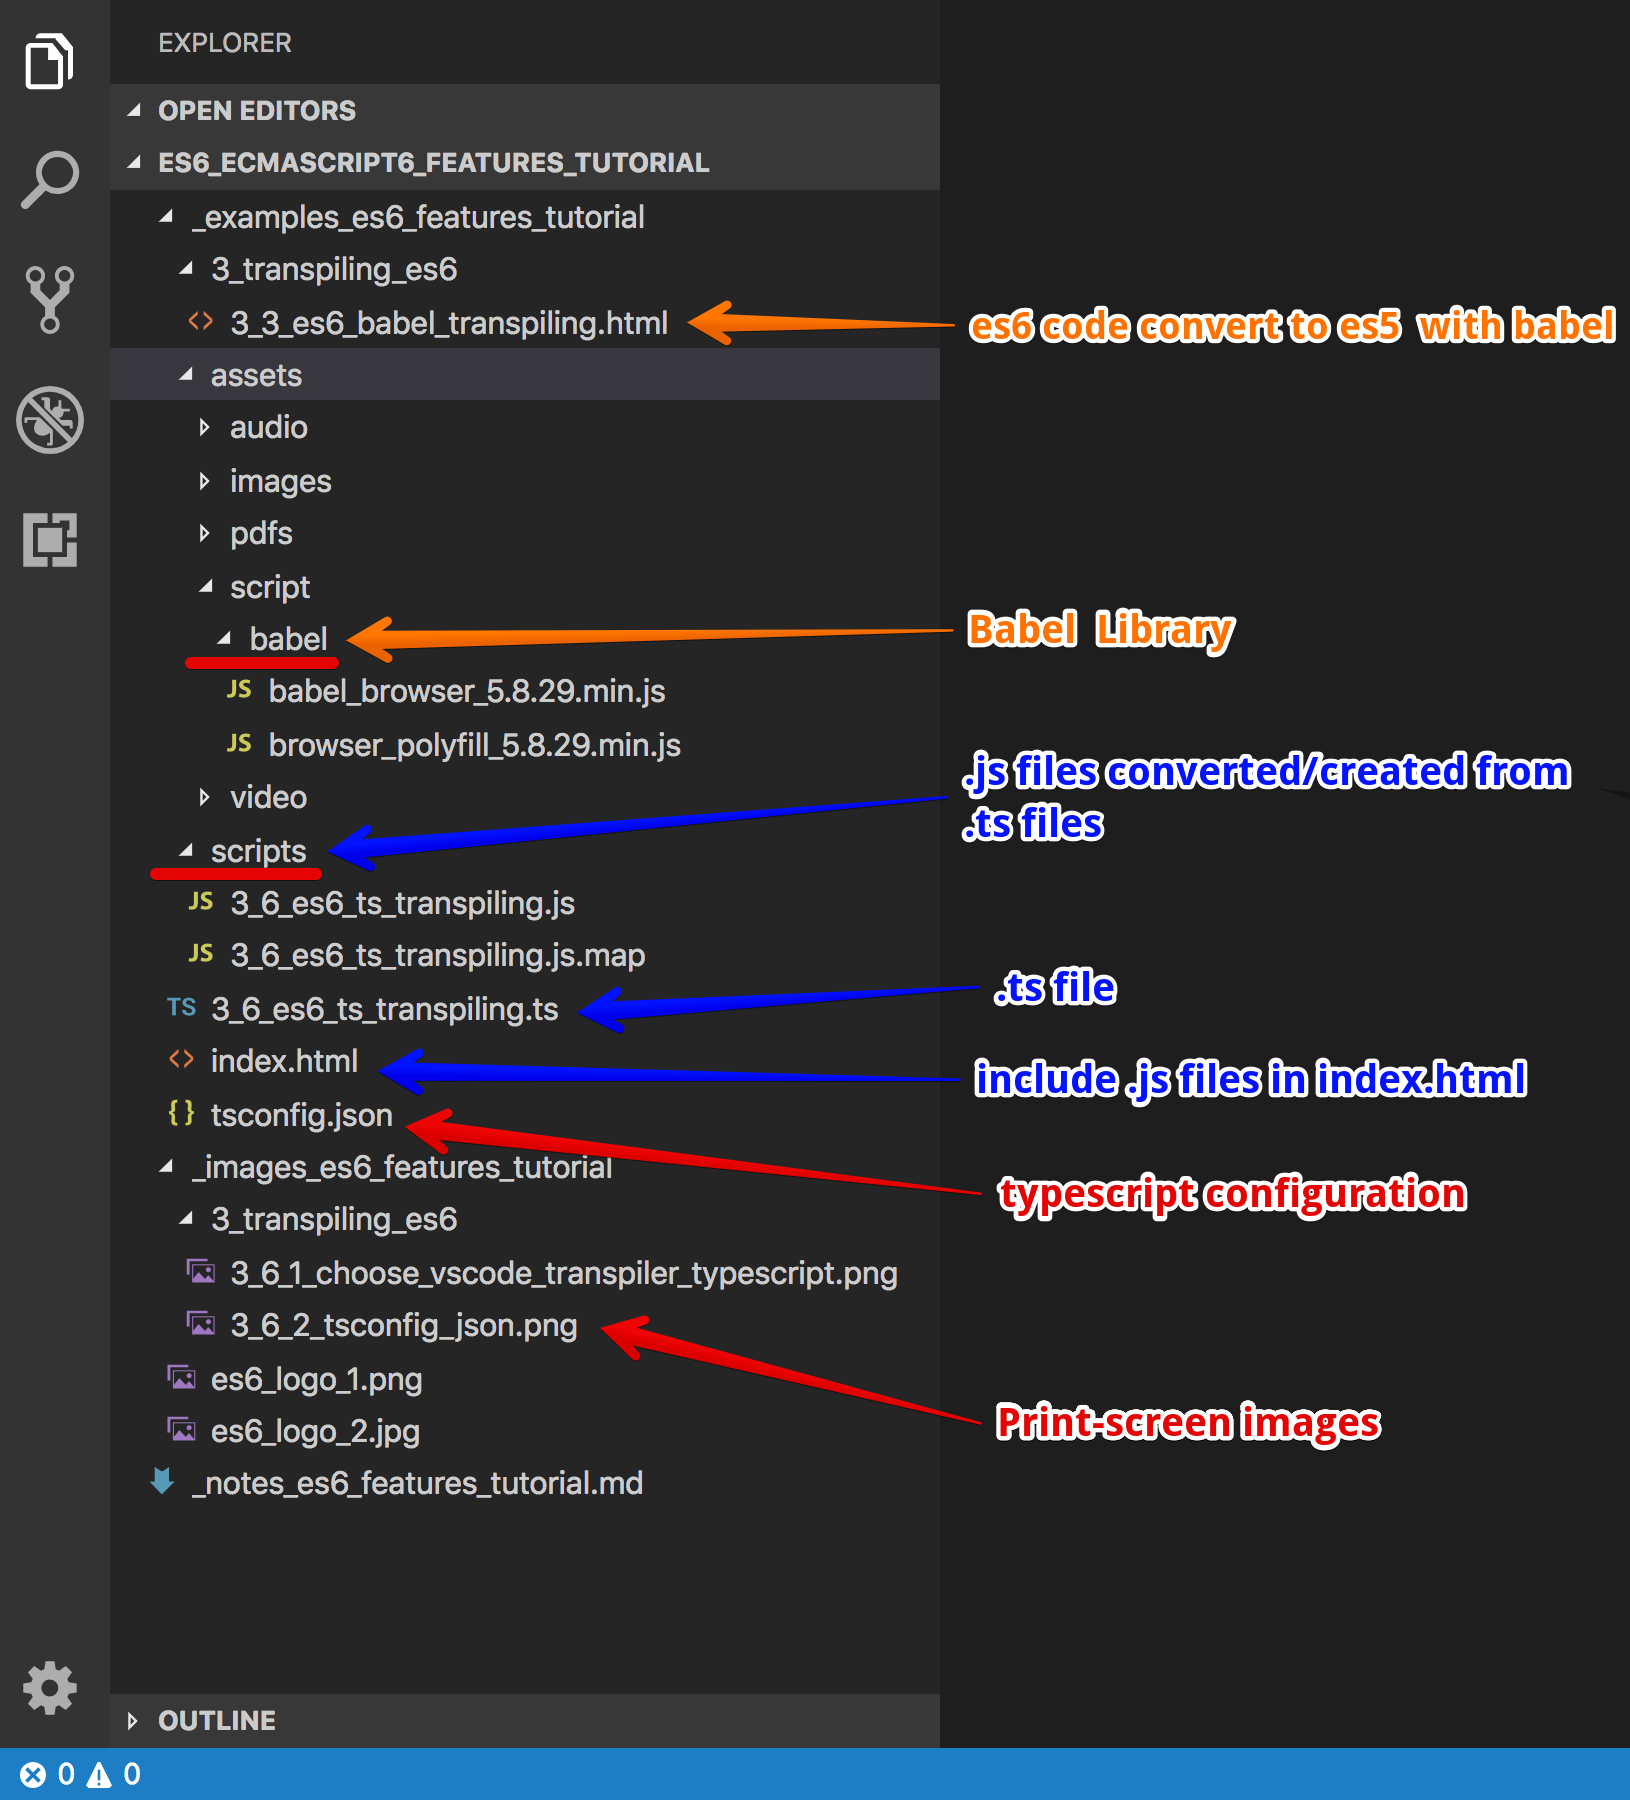 EXPLORER
OPEN EDITORS
ES6_ECMASCRIPT6_FEATURES_TUTORIAL
_examples_es6_features_tutorial
3_transpiling_es6
3_3_es6_babel_transpiling.html
es6 code convert to es5 with babel
assets
audio
images
pdfs
script
babel
Babel Library
JS babel_browser_5.8.29.min.js
JS browser_polyfill_5.8.29.min.js
video
.js files converted/created from
.ts files
scripts
JS 3_6_es6_ts_transpiling.js
JS 3_6_es6_ts_transpiling.js.map
TS 3_6_es6_ts_transpiling.ts
.ts file
index.html
include .js files in index.html
{} tsconfig.json
typescript configuration
_images_es6_features_tutorial
3_transpiling_es6
3_6_1_choose_vscode_transpiler_typescript.png
3_6_2_tsconfig_json.png
Print-screen images
es6_logo_1.png
es6_logo_2.jpg
_notes_es6_features_tutorial.md
OUTLINE
0 0